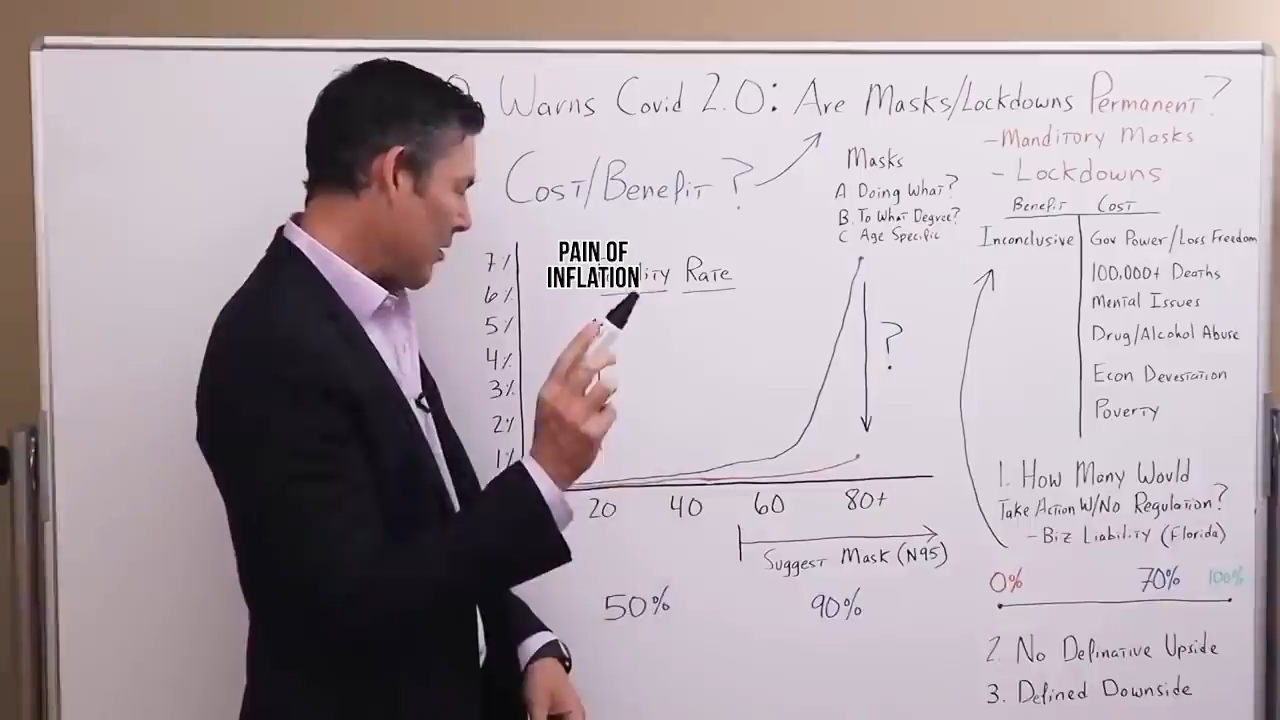 Warns Covid 2.0: Are Masks/Lockdowns Permanent?
-Manditory Masks
- Lockdowns
Cost/Benefit ?
Masks
A Doing What?
B. To What Degree?
C Age Specific
Benefit Cost
Inconclusive
Gov Power/Loss Freedom
100,000+ Deaths
Mental Issues
Drug/Alcohol Abuse
Econ Devestation
Poverty
PAIN OF
INFLATION
Rate
7%
6%
5%
4%
3%
2%
1%
?
20 40 60 80+
Suggest Mask (N95)
50% 90%
1. How Many Would
Take Action W/No Regulation?
- Biz Liability (Florida)
0% 70% 100%
2. No Definative Upside
3. Defined Downside